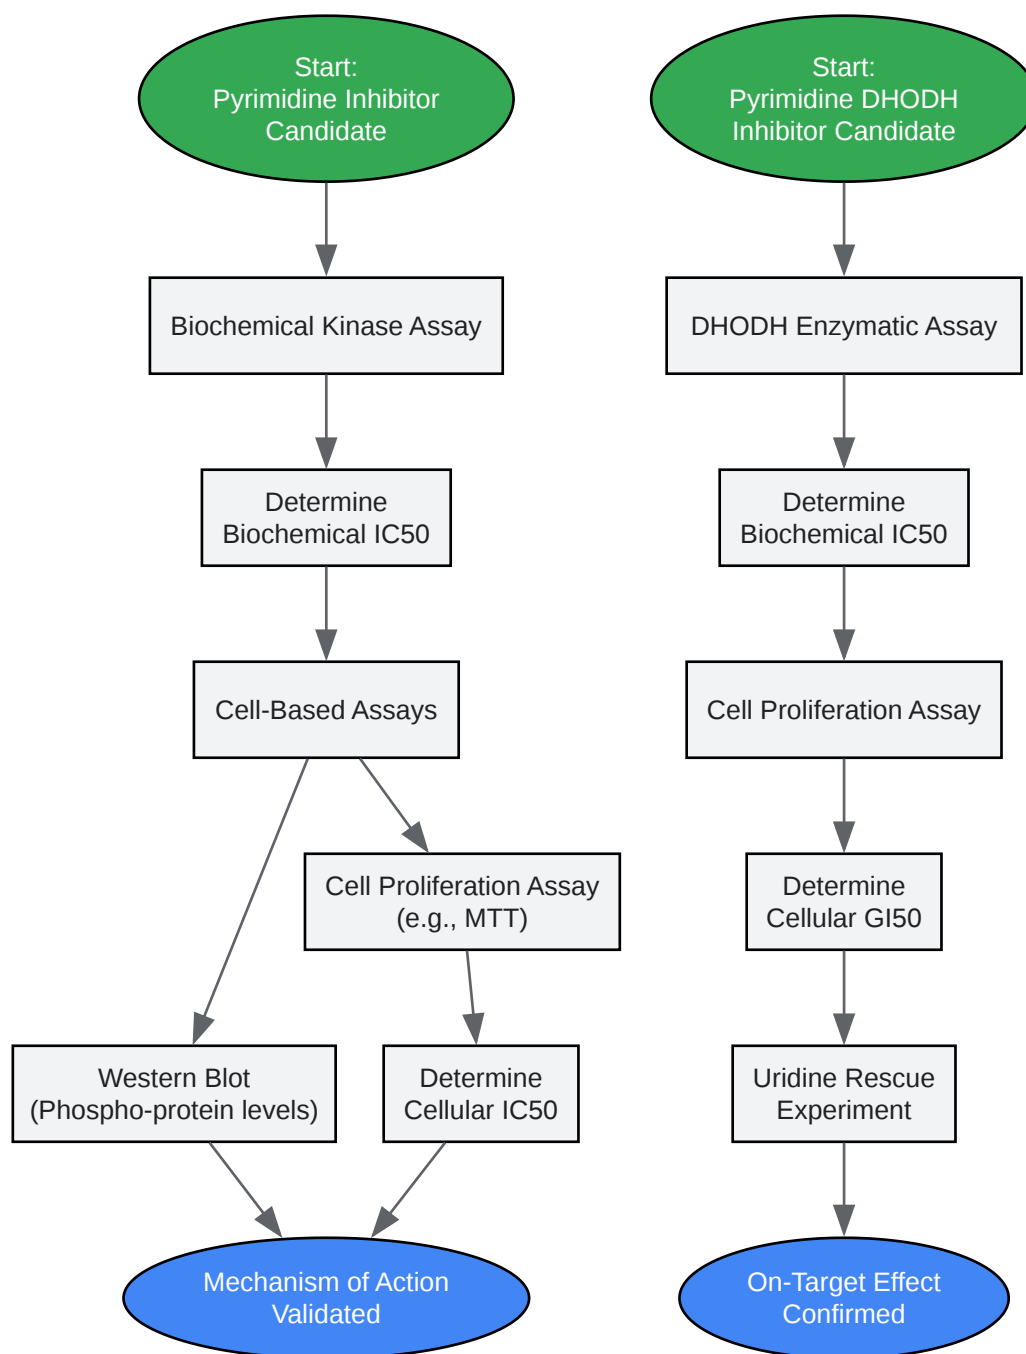 Start:
Pyrimidine Inhibitor
Candidate
Biochemical Kinase Assay
Determine
Biochemical IC50
Cell-Based Assays
Cell Proliferation Assay
(e.g., MTT)
Western Blot
(Phospho-protein levels)
Determine
Cellular IC50
Mechanism of Action
Validated
Start:
Pyrimidine DHODH
Inhibitor Candidate
DHODH Enzymatic Assay
Determine
Biochemical IC50
Cell Proliferation Assay
Determine
Cellular GI50
Uridine Rescue
Experiment
On-Target Effect
Confirmed